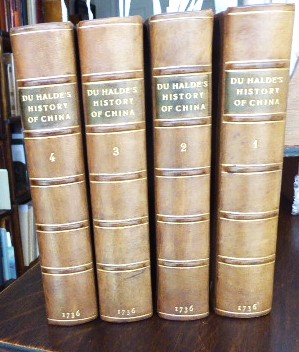 DU HALDE'S
HISTORY
OF CHINA
4
1736
DU HALDE'S
HISTORY
OF CHINA
3
1736
DU HALDE'S
HISTORY
OF CHINA
2
1736
DU HALDE'S
HISTORY
OF CHINA
1
1736